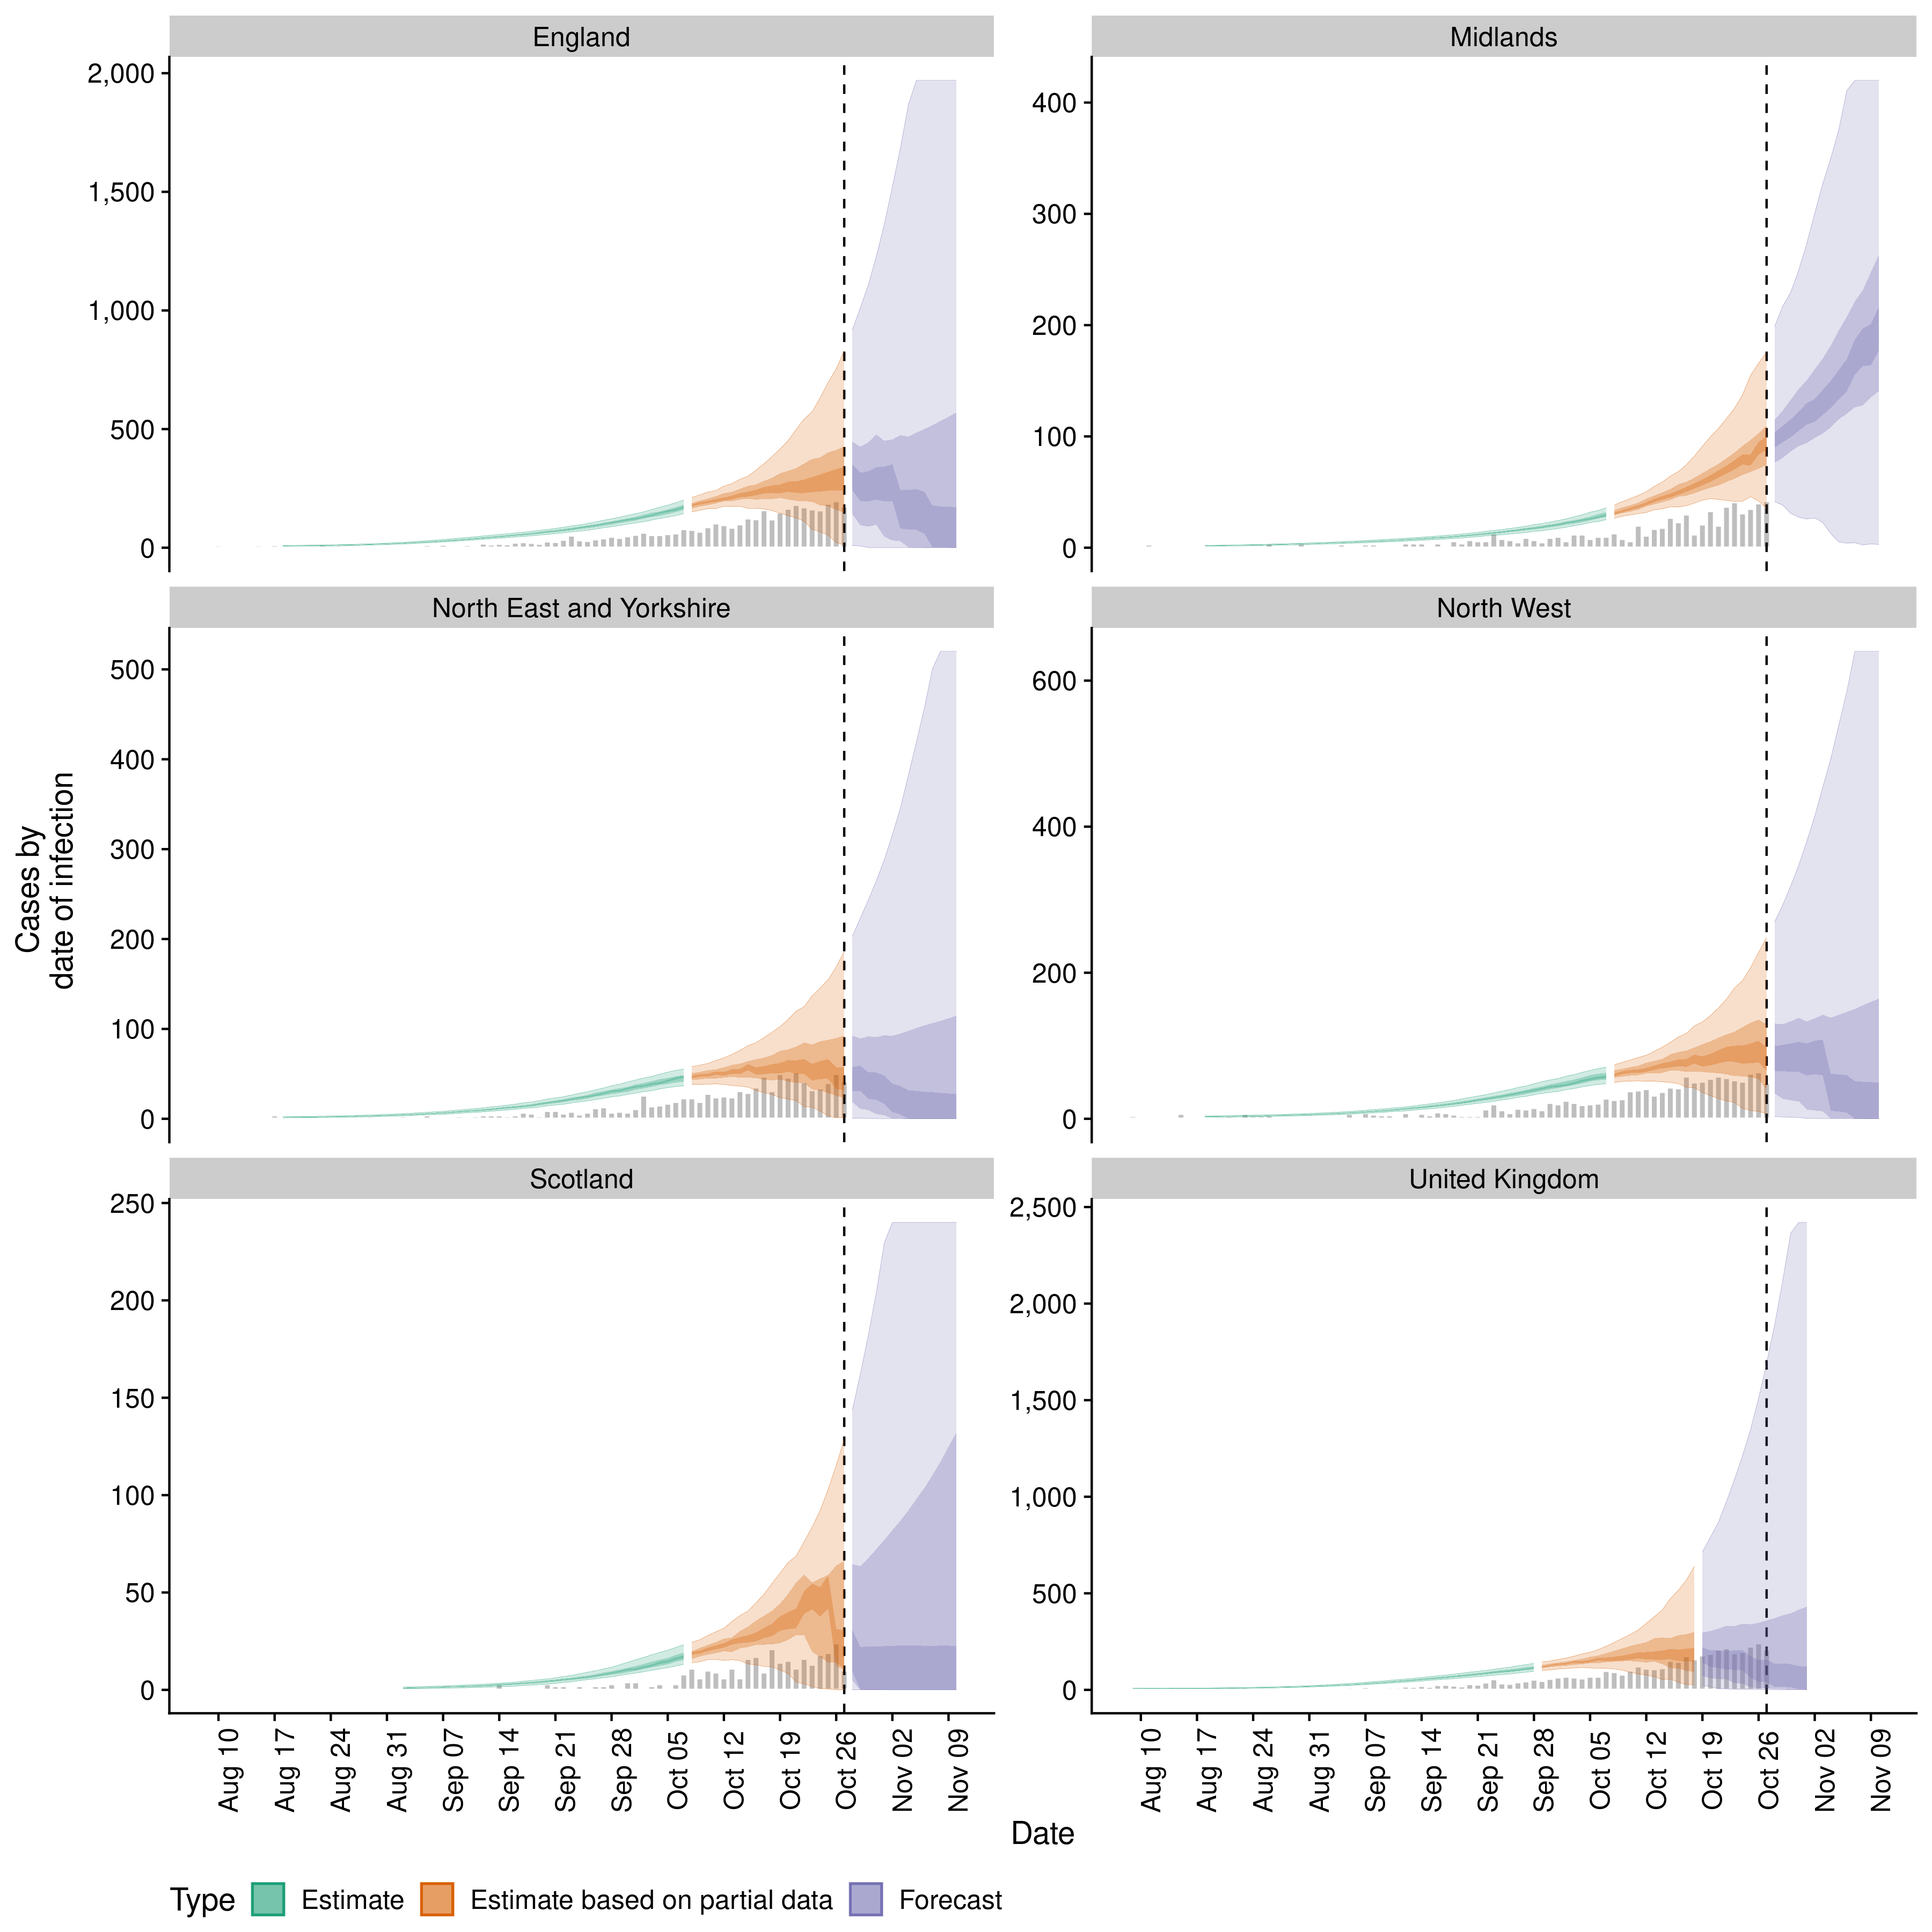 England
Midlands
2,000
1,500
1,000
500
0
400
300
200
100
0
North East and Yorkshire
North West
500
400
300
200
100
0
600
400
200
0
Cases by
date of infection
Scotland
United Kingdom
250
200
150
100
50
0
2,500
2,000
1,500
1,000
500
0
Aug 10
Aug 17
Aug 24
Aug 31
Sep 07
Sep 14
Sep 21
Sep 28
Oct 05
Oct 12
Oct 19
Oct 26
Nov 02
Nov 09
Aug 10
Aug 17
Aug 24
Aug 31
Sep 07
Sep 14
Sep 21
Sep 28
Oct 05
Oct 12
Oct 19
Oct 26
Nov 02
Nov 09
Date
Type Estimate Estimate based on partial data Forecast